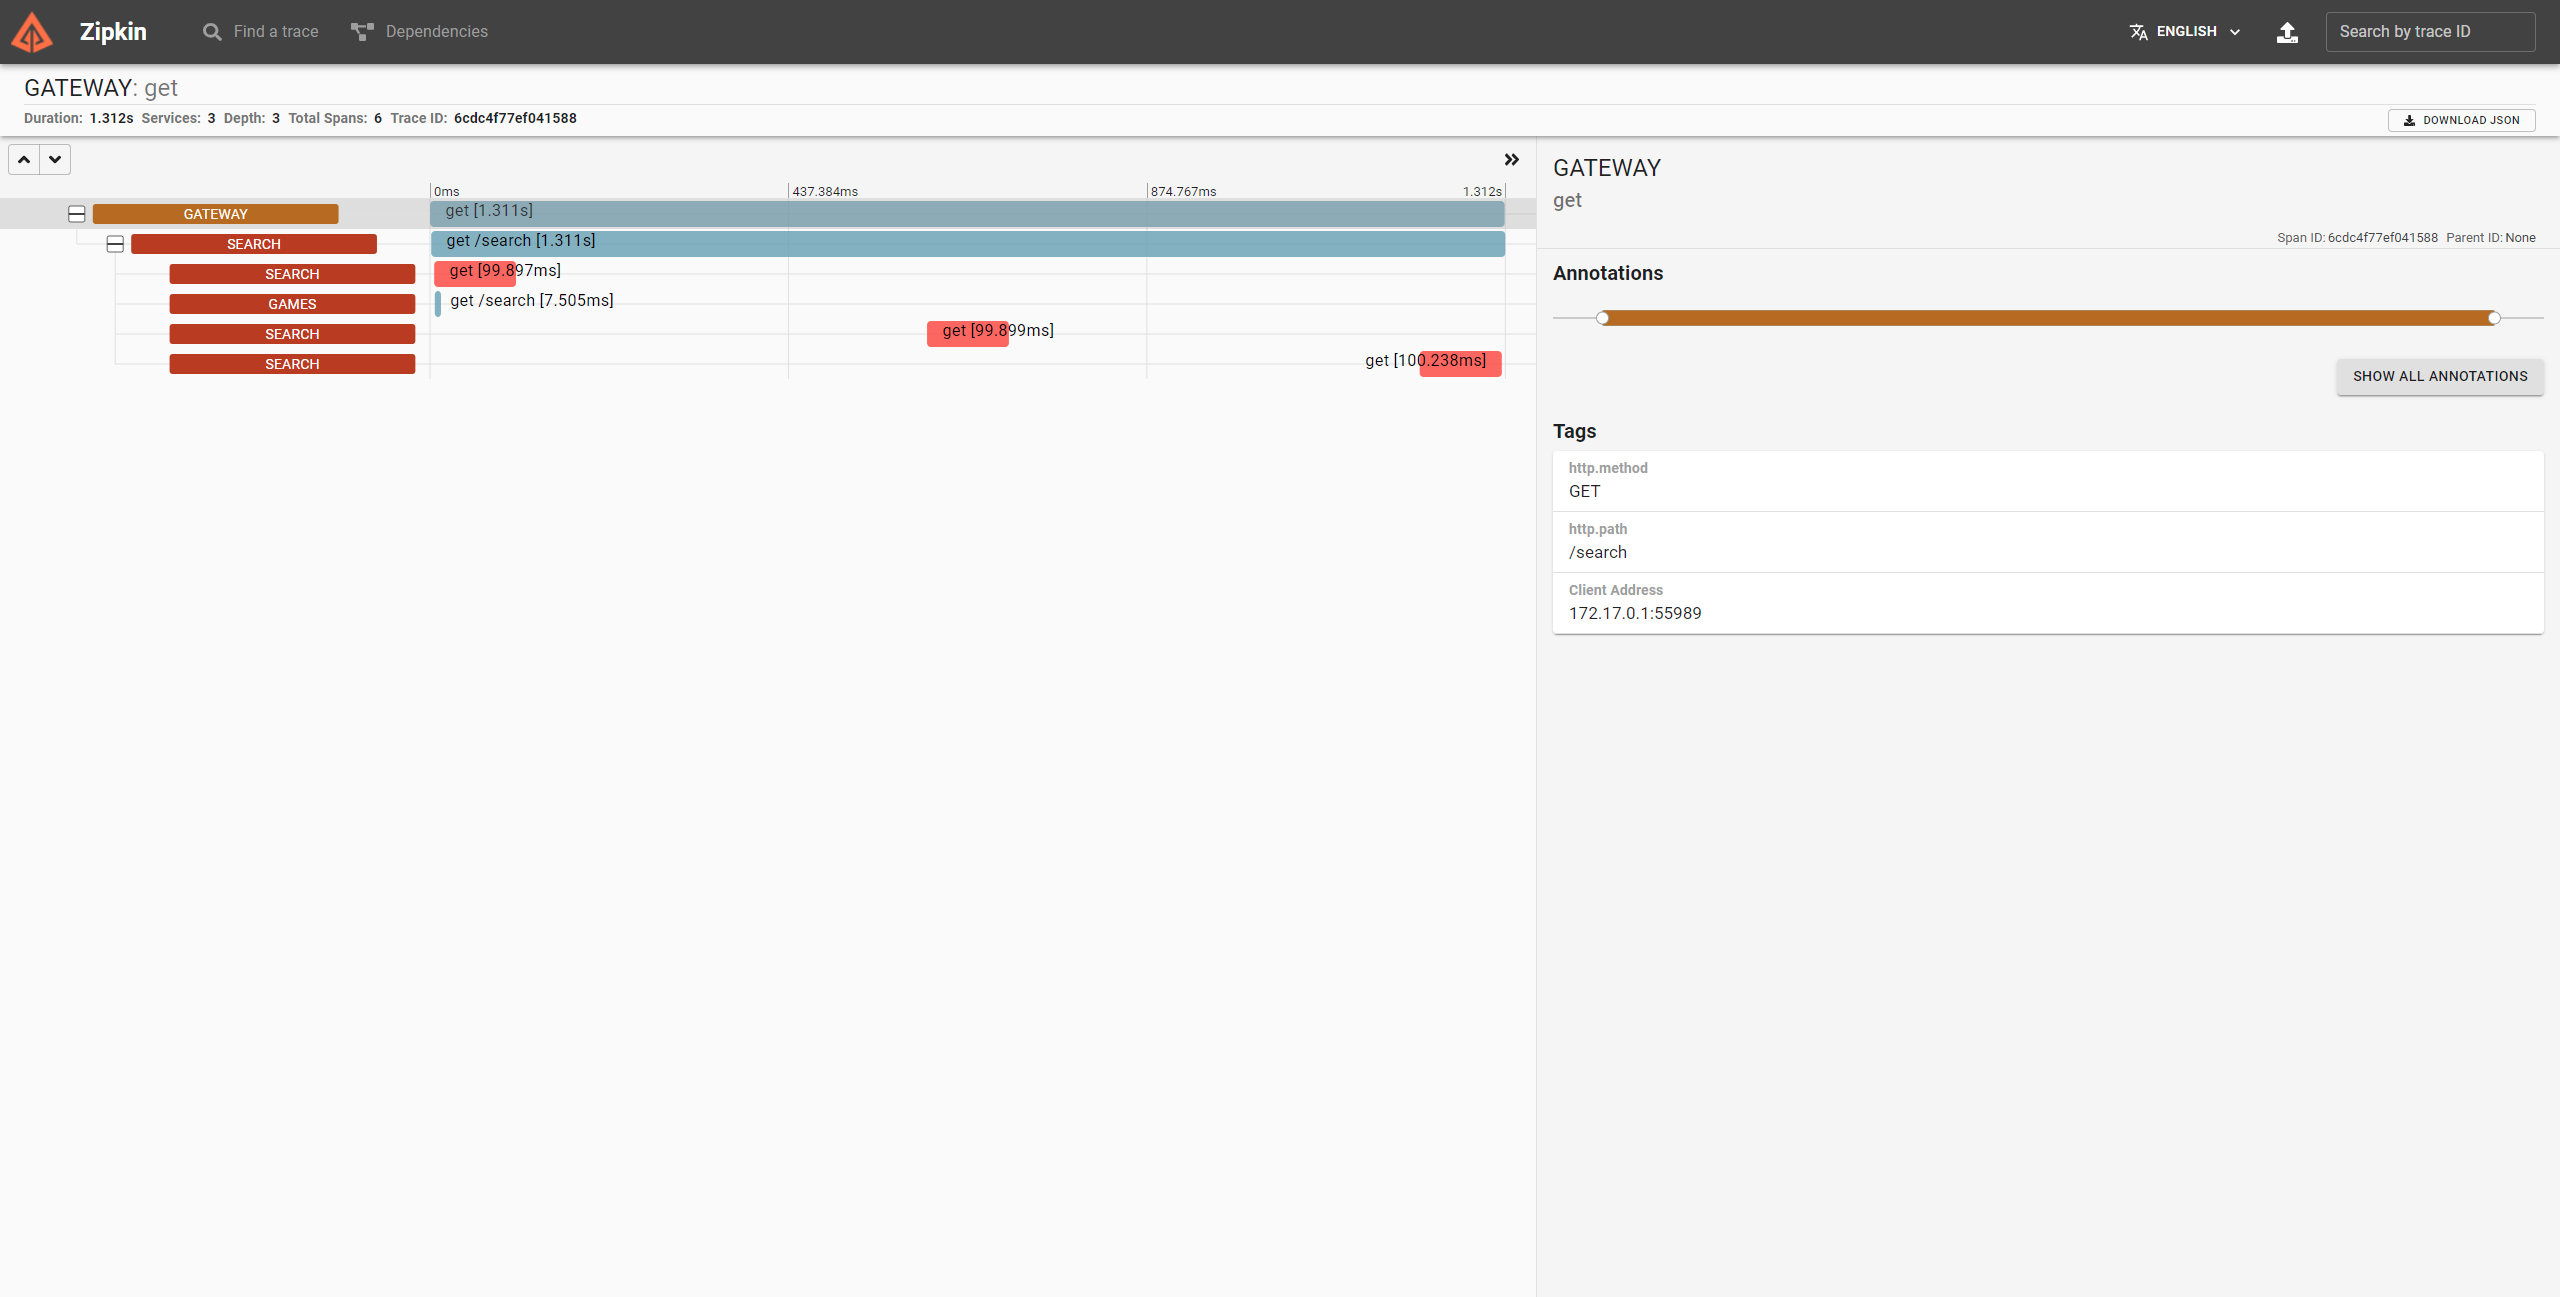 Zipkin
Find a trace
Dependencies
ENGLISH
Search by trace ID
GATEWAY: get
Duration: 1.312s Services: 3 Depth: 3 Total Spans: 6 Trace ID: 6cdc4f77ef041588
DOWNLOAD JSON
0ms 437.384ms 874.767ms 1.312s
GATEWAY get [1.311s]
SEARCH get /search [1.311s]
SEARCH get [99.897ms]
GAMES get /search [7.505ms]
SEARCH get [99.899ms]
SEARCH get [100.238ms]
GATEWAY
get
Span ID: 6cdc4f77ef041588 Parent ID: None
Annotations
SHOW ALL ANNOTATIONS
Tags
http.method
GET
http.path
/search
Client Address
172.17.0.1:55989